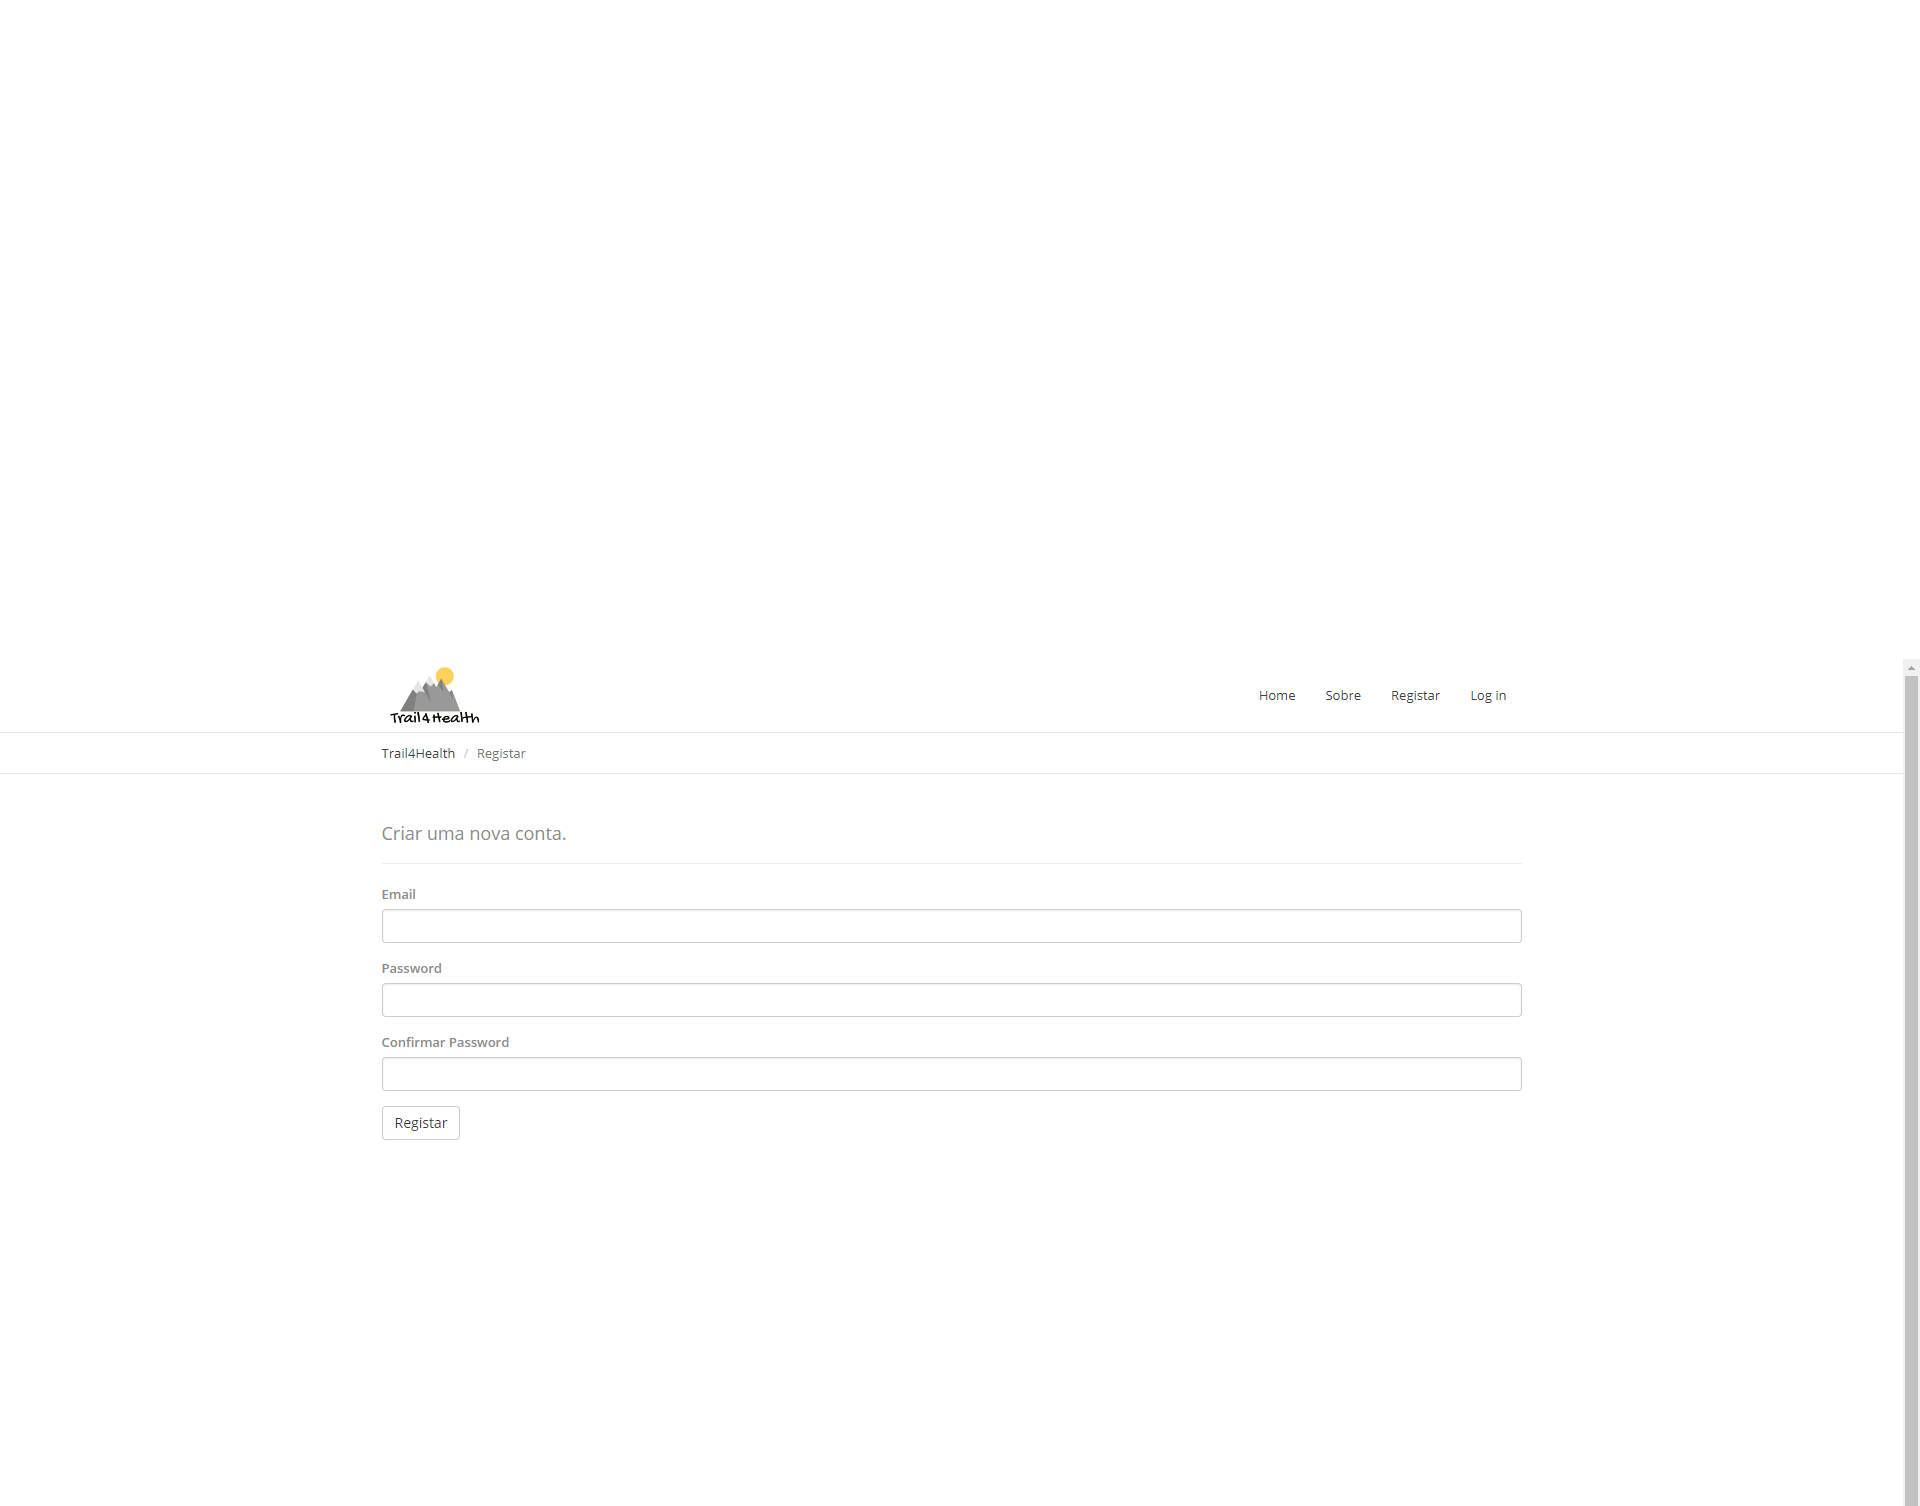 Trail4Health
Home Sobre Registar Log in
Trail4Health / Registar
Criar uma nova conta.
Email
Password
Confirmar Password
Registar